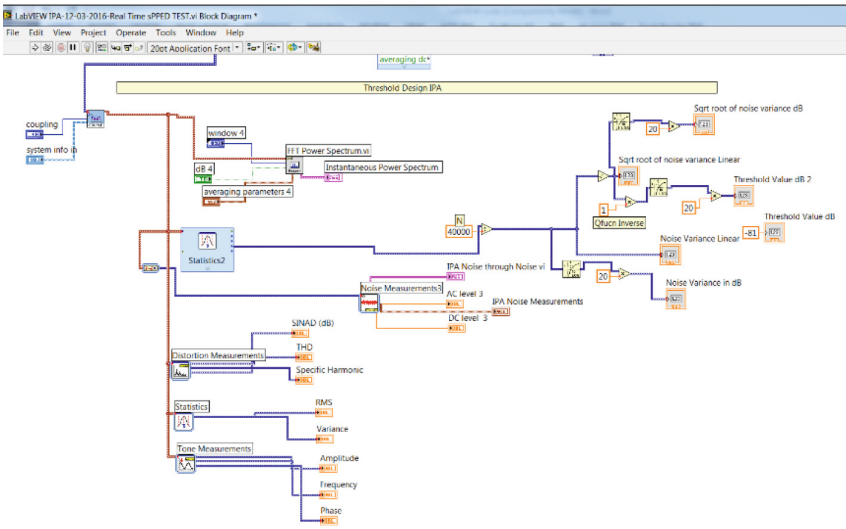 LabVIEW IPA-12-03-2016-Real Time sPPED TEST.vi Block Diagram *
File Edit View Project Operate Tools Window Help
20pt Application Font
averaging dc*
Threshold Design IPA
coupling
system info in
window 4
dB 4
FFT Power Spectrum.vi
Instantaneous Power Spectrum
averaging parameters 4
Sqrt root of noise variance dB
20
Sqrt root of noise variance Linear
Threshold Value dB 2
1
20
Qfucn Inverse
Threshold Value dB
-81
N
40000
Noise Variance Linear
20
Noise Variance in dB
Statistics2
IPA Noise through Noise vi
Noise Measurements3
AC level 3
IPA Noise Measurements
DC level 3
SINAD (dB)
Distortion Measurements
THD
Specific Harmonic
Statistics
RMS
Variance
Tone Measurements
Amplitude
Frequency
Phase